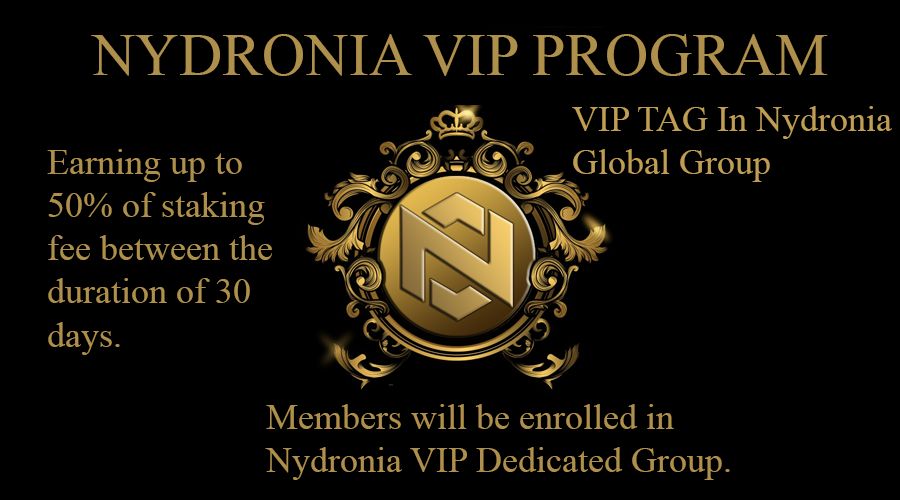 NYDRONIA VIP PROGRAM
VIP TAG In Nydronia
Global Group
Earning up to
50% of staking
fee between the
duration of 30
days.
Members will be enrolled in
Nydronia VIP Dedicated Group.